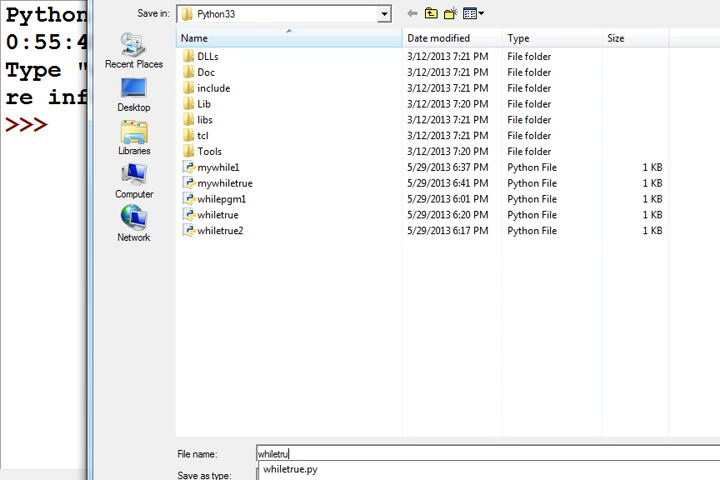 Python
0:55:4
Type "
re inf
>>>
Save in: Python33
Name Date modified Type Size
DLLs 3/12/2013 7:21 PM File folder
Doc 3/12/2013 7:21 PM File folder
include 3/12/2013 7:21 PM File folder
Lib 3/12/2013 7:20 PM File folder
libs 3/12/2013 7:21 PM File folder
tcl 3/12/2013 7:21 PM File folder
Tools 3/12/2013 7:20 PM File folder
mywhile1 5/29/2013 6:37 PM Python File 1 KB
mywhiletrue 5/29/2013 6:41 PM Python File 1 KB
whilepgm1 5/29/2013 6:01 PM Python File 1 KB
whiletrue 5/29/2013 6:20 PM Python File 1 KB
whiletrue2 5/29/2013 6:17 PM Python File 1 KB
Recent Places
Desktop
Libraries
Computer
Network
File name: whiletru
whiletrue.py
Save as type: